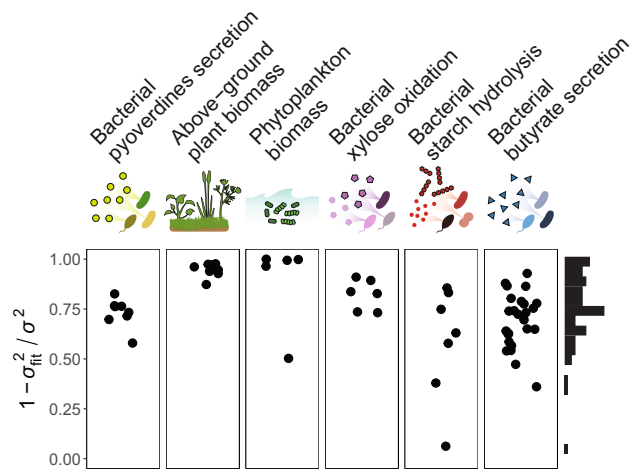 Bacterial
pyoverdines secretion
Above−ground
plant biomass
Phytoplankton
biomass
Bacterial
xylose oxidation
Bacterial
starch hydrolysis
Bacterial
butyrate secretion
1 − σ²fit / σ²
1.00
0.75
0.50
0.25
0.00